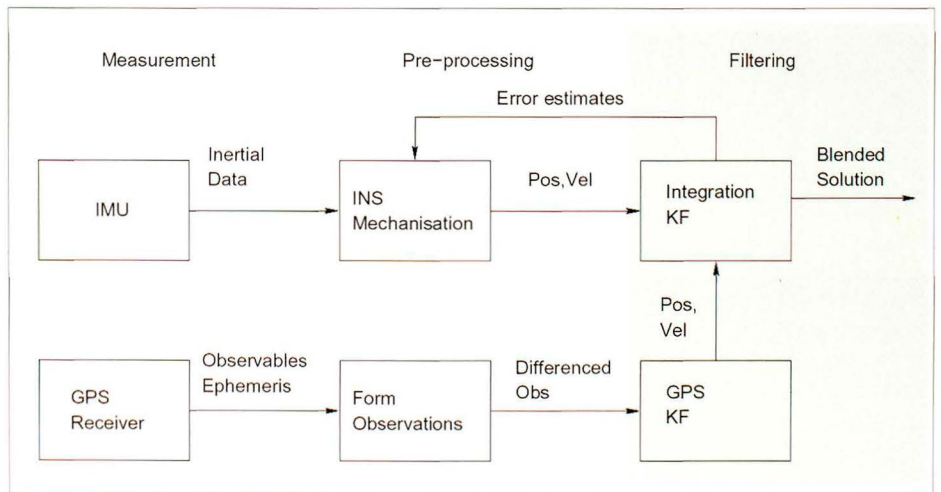 Measurement
Pre-processing
Filtering
Error estimates
Inertial
Data
Blended
Solution
IMU
INS
Mechanisation
Pos,Vel
Integration
KF
Pos,
Vel
Observables
Ephemeris
Differenced
Obs
GPS
Receiver
Form
Observations
GPS
KF